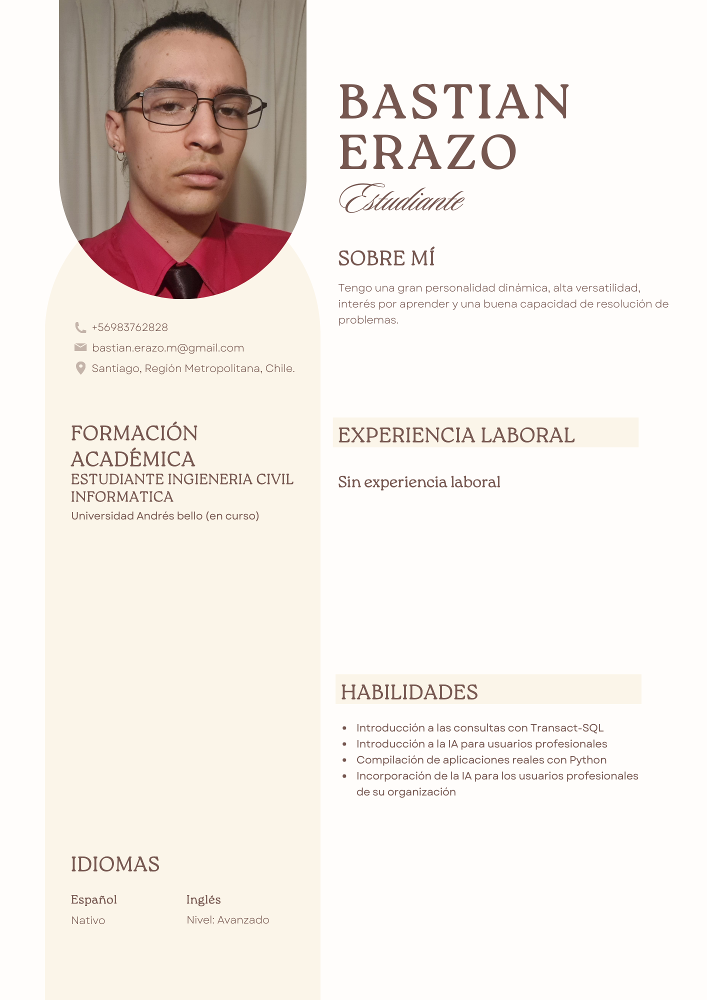 BASTIAN
ERAZO
Estudiante
SOBRE MÍ
Tengo una gran personalidad dinámica, alta versatilidad,
interés por aprender y una buena capacidad de resolución de
problemas.
+56983762828
bastian.erazo.m@gmail.com
Santiago, Región Metropolitana, Chile.
FORMACIÓN
ACADÉMICA
ESTUDIANTE INGIENERIA CIVIL
INFORMATICA
Universidad Andrés bello (en curso)
EXPERIENCIA LABORAL
Sin experiencia laboral
HABILIDADES
• Introducción a las consultas con Transact-SQL
• Introducción a la IA para usuarios profesionales
• Compilación de aplicaciones reales con Python
• Incorporación de la IA para los usuarios profesionales
de su organización
IDIOMAS
Español
Nativo
Inglés
Nivel: Avanzado